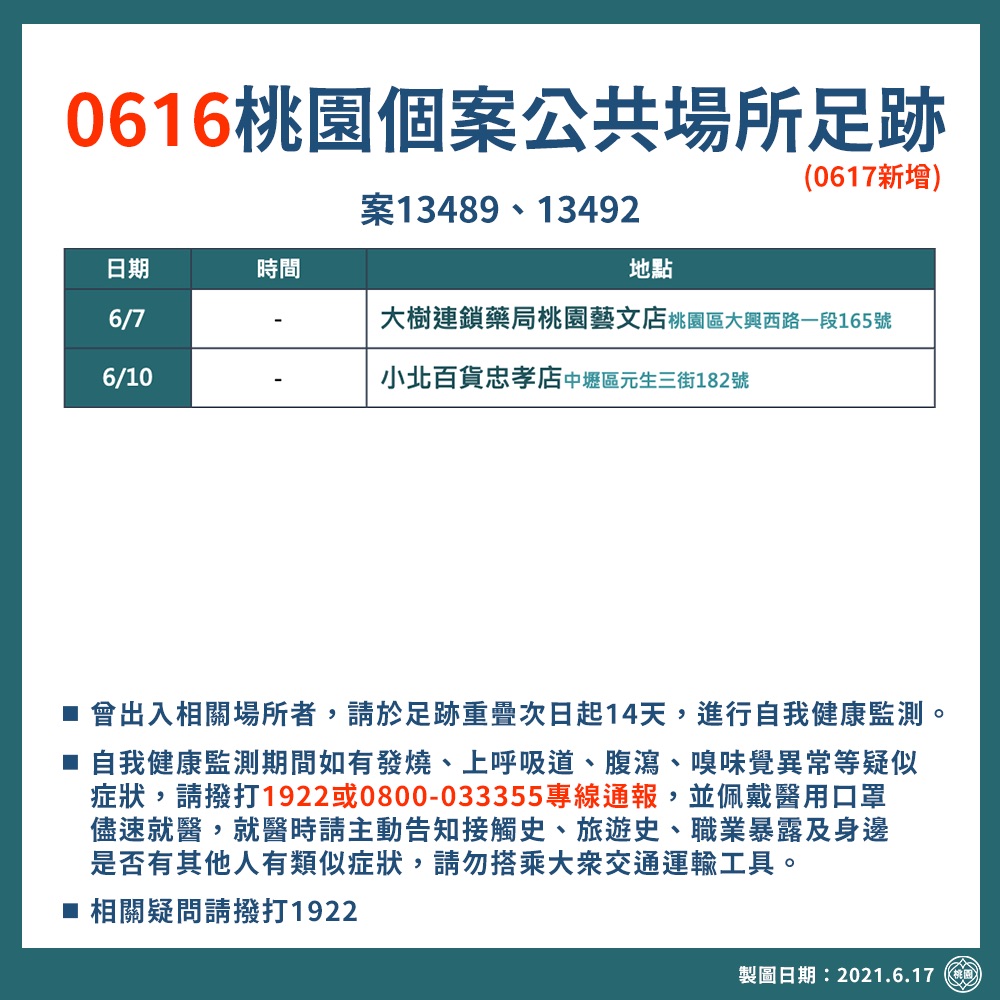 0616桃園個案公共場所足跡
(0617新增)
案13489、13492
日期 時間 地點
6/7 - 大樹連鎖藥局桃園藝文店桃園區大興西路一段165號
6/10 - 小北百貨忠孝店中壢區元生三街182號
■ 曾出入相關場所者，請於足跡重疊次日起14天，進行自我健康監測。
■ 自我健康監測期間如有發燒、上呼吸道、腹瀉、嗅味覺異常等疑似
症狀，請撥打1922或0800-033355專線通報，並佩戴醫用口罩
儘速就醫，就醫時請主動告知接觸史、旅遊史、職業暴露及身邊
是否有其他人有類似症狀，請勿搭乘大眾交通運輸工具。
■ 相關疑問請撥打1922
製圖日期：2021.6.17 桃園